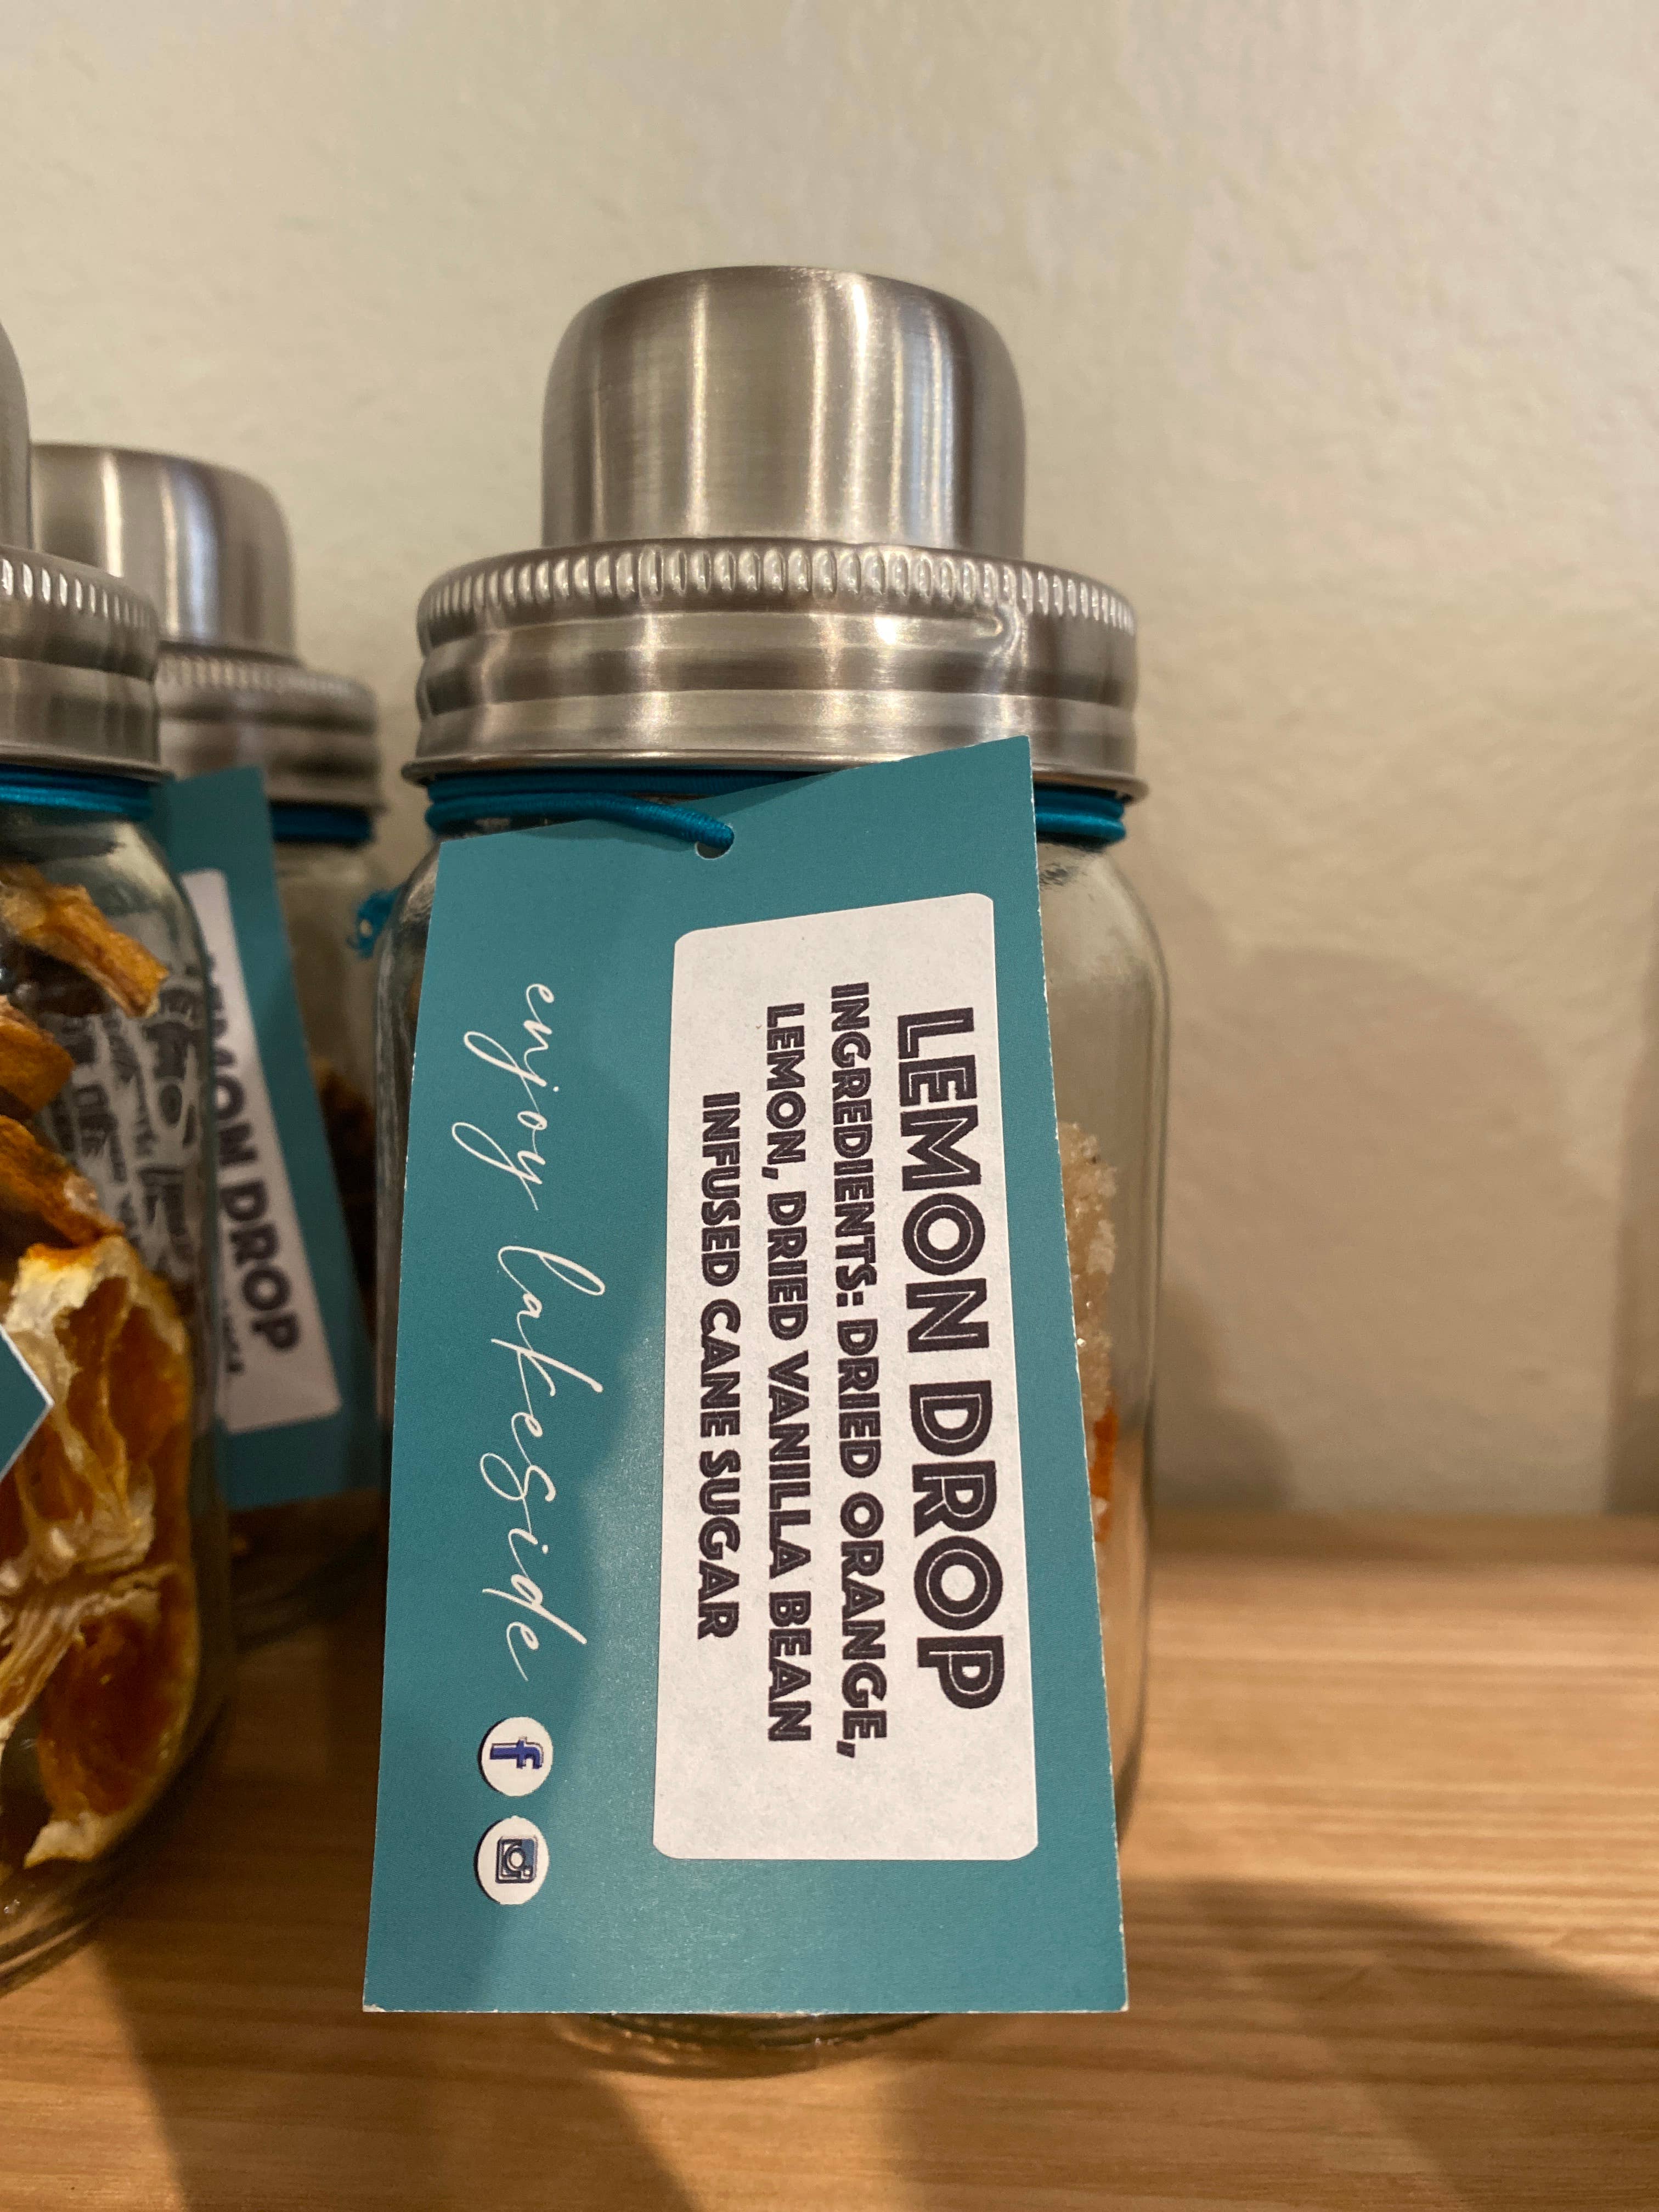 LEMON DROP
INGREDIENTS: DRIED ORANGE,
LEMON, DRIED VANILLA BEAN
INFUSED CANE SUGAR
enjoy lakeside
f
LEMON DROP